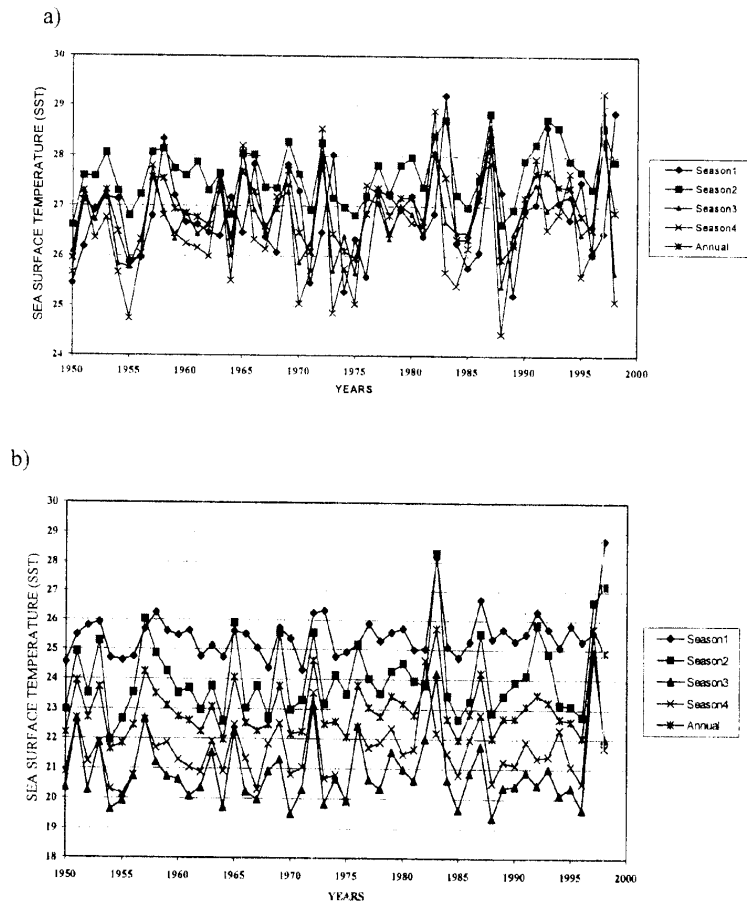 a)
SEA SURFACE TEMPERATURE (SST)
30
29
28
27
26
25
24
1950
1955
1960
1965
1970
1975
1980
1985
1990
1995
2000
YEARS
Season1
Season2
Season3
Season4
Annual
b)
SEA SURFACE TEMPERATURE (SST)
30
29
28
27
26
25
24
23
22
21
20
19
18
1950
1955
1960
1965
1970
1975
1980
1985
1990
1995
2000
YEARS
Season1
Season2
Season3
Season4
Annual